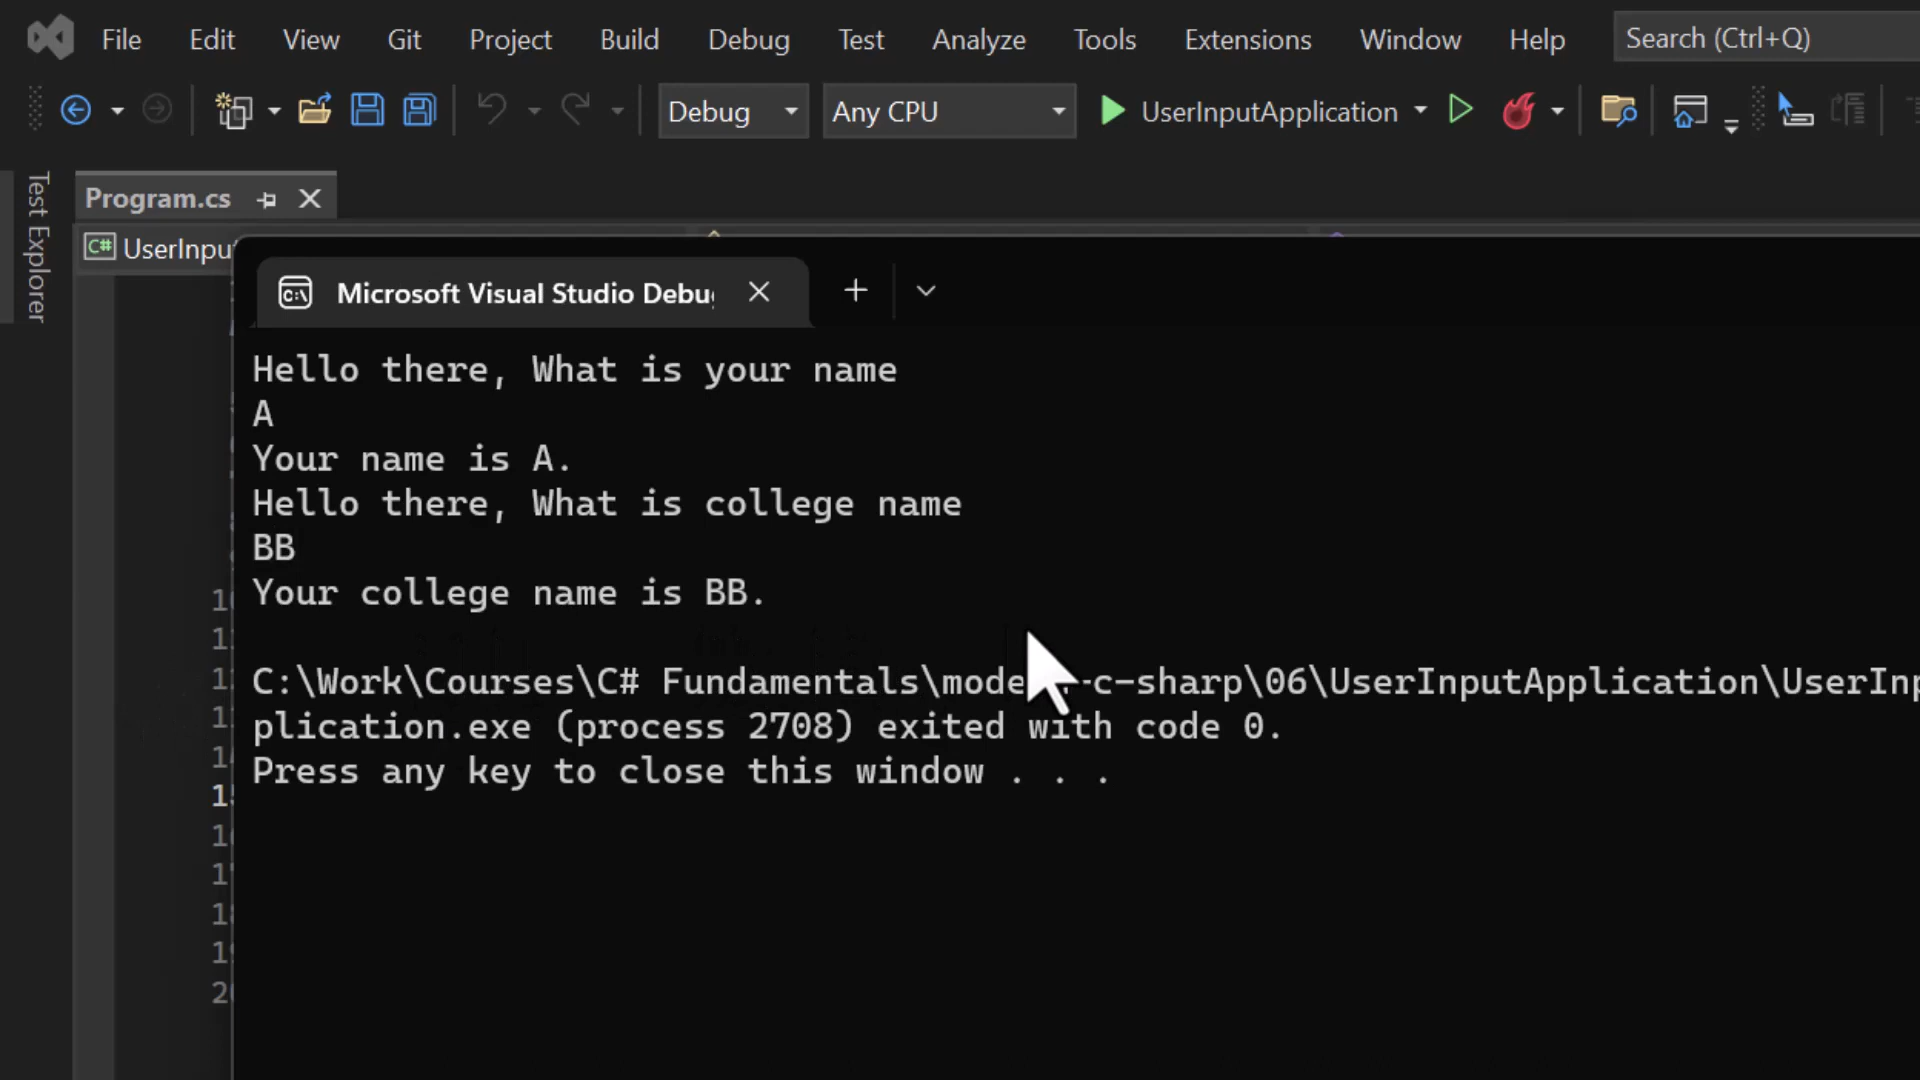 File Edit View Git Project Build Debug Test Analyze Tools Extensions Window Help Search (Ctrl+Q)
Debug Any CPU UserInputApplication
Test Explorer
Program.cs
C# UserInpu
Microsoft Visual Studio Debu
Hello there, What is your name
A
Your name is A.
Hello there, What is college name
BB
Your college name is BB.
C:\Work\Courses\C# Fundamentals\mode -c-sharp\06\UserInputApplication\UserInp
plication.exe (process 2708) exited with code 0.
Press any key to close this window . . .